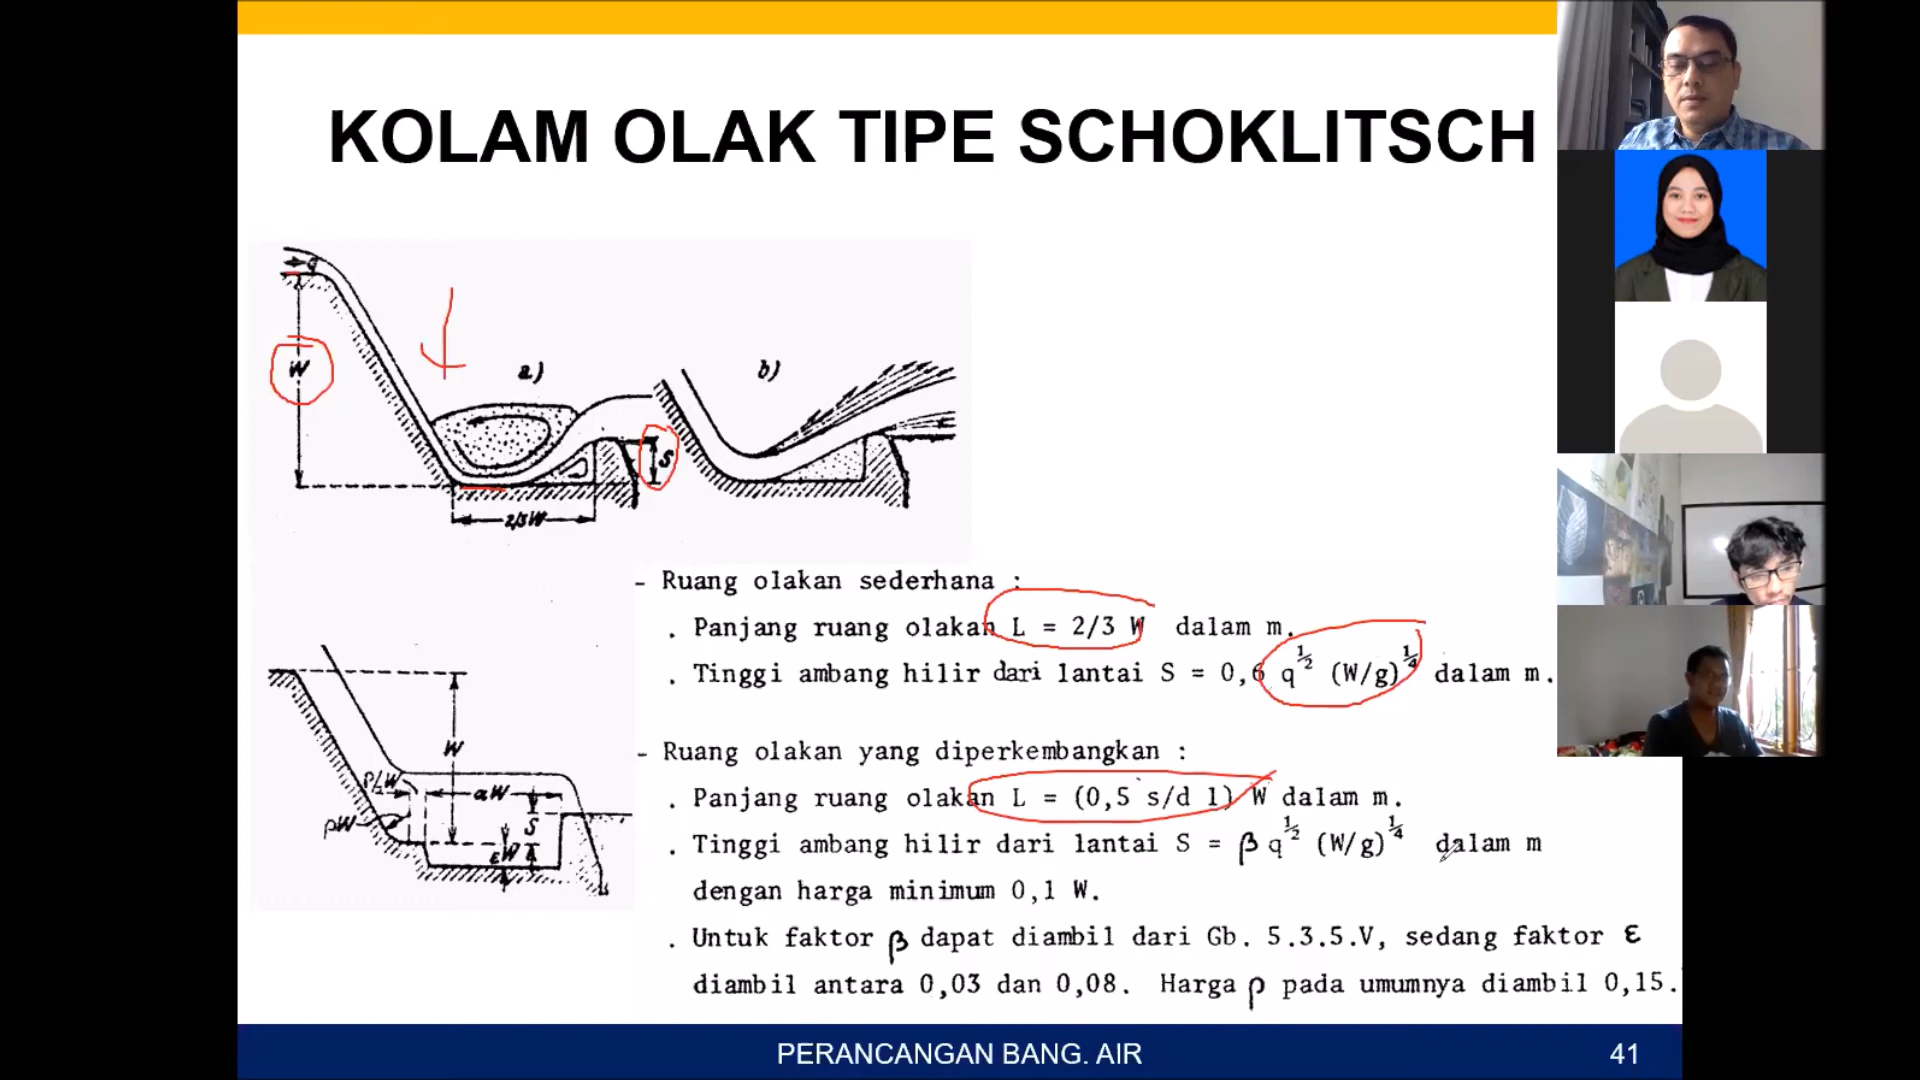 KOLAM OLAK TIPE SCHOKLITSCH
q
W
a)
b)
S
2/3W
- Ruang olakan sederhana :
. Panjang ruang olakan L = 2/3 W dalam m.
. Tinggi ambang hilir dari lantai S = 0,6 q½ (W/g)¼ dalam m.
- Ruang olakan yang diperkembangkan :
. Panjang ruang olakan L = (0,5 s/d 1) W dalam m.
. Tinggi ambang hilir dari lantai S = β q½ (W/g)¼ dalam m
dengan harga minimum 0,1 W.
. Untuk faktor β dapat diambil dari Gb. 5.3.5.V, sedang faktor ε
diambil antara 0,03 dan 0,08. Harga ρ pada umumnya diambil 0,15.
W
aW
ρW
S
εW
PERANCANGAN BANG. AIR
41